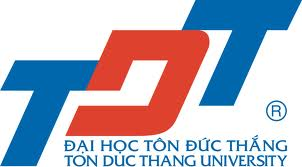 TDT
®
ĐẠI HỌC TÔN ĐỨC THẮNG
TON DUC THANG UNIVERSITY